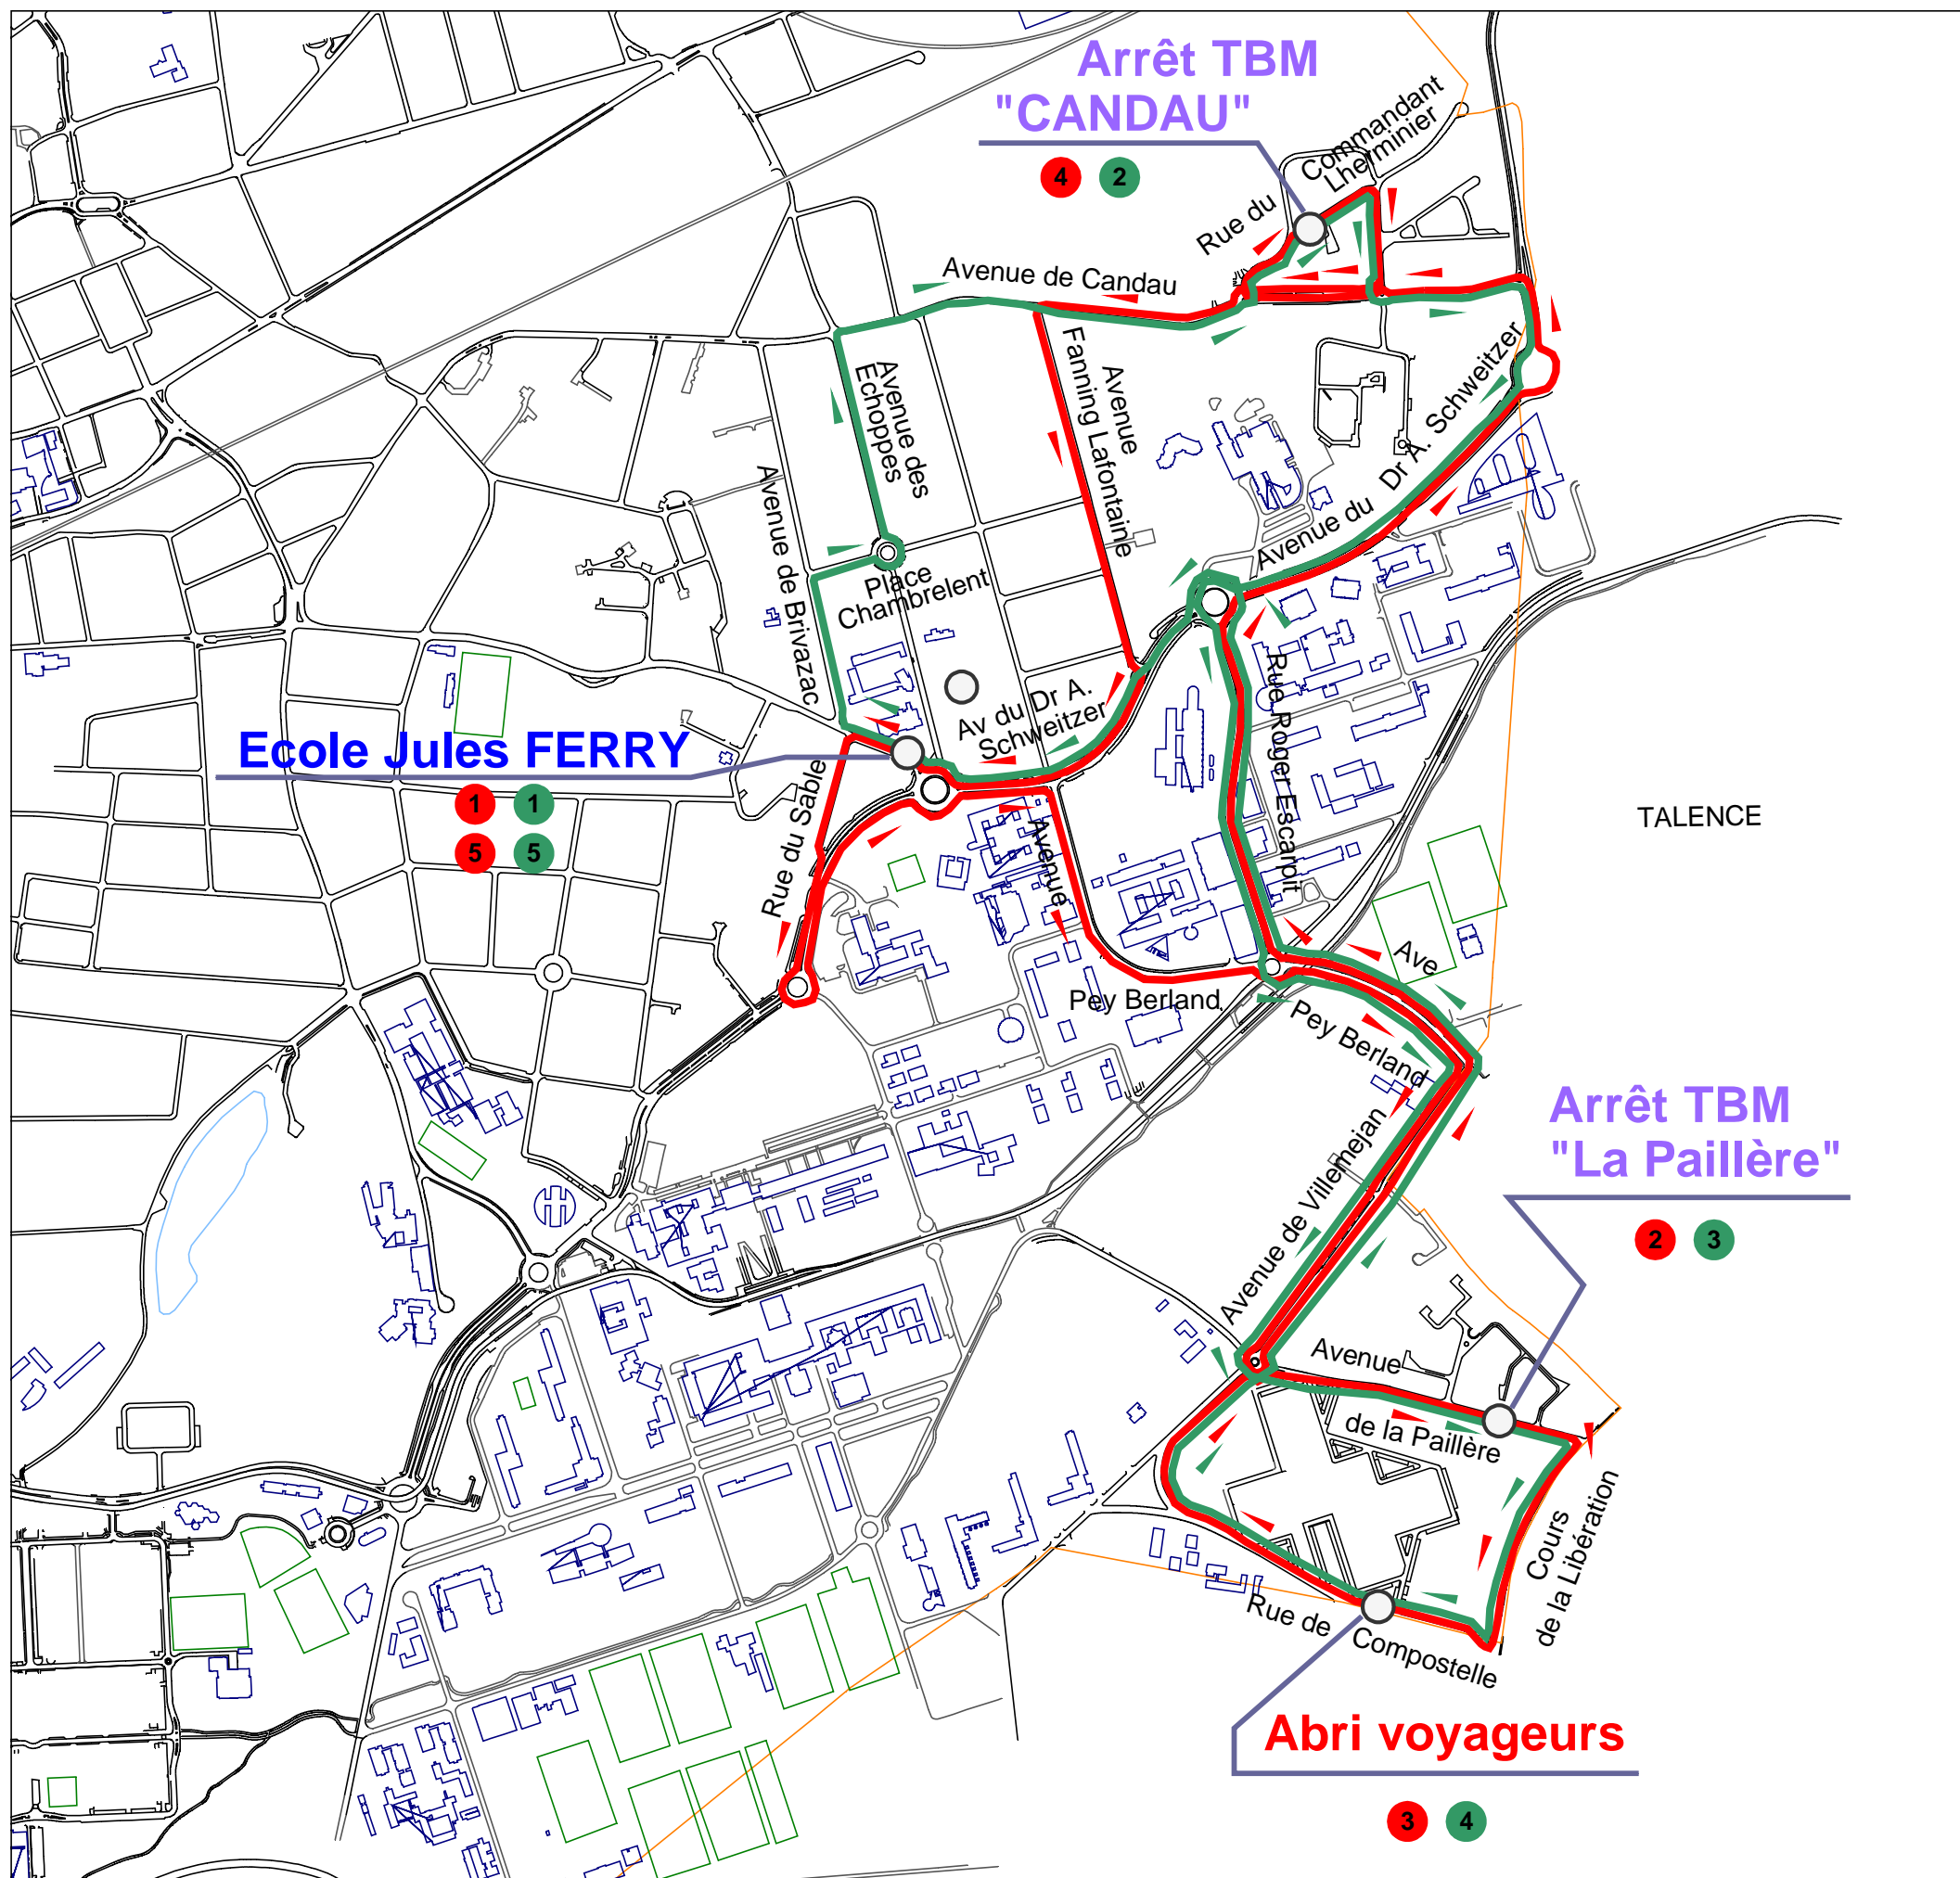 Arrêt TBM
"CANDAU"
4 2
Commandant
Lherminier
Rue du
Avenue de Candau
Avenue des
Echoppes
Avenue
Fanning Lafontaine
Dr A. Schweitzer
Avenue du
Avenue de Brivazac
Place
Chambrelent
Av du Dr A.
Schweitzer
Rue Roger Escarpit
Ecole Jules FERRY
1 1
5 5
Rue du Sable
Avenue
TALENCE
Ave
Pey Berland
Pey Berland
Arrêt TBM
"La Paillère"
2 3
Avenue de Villemejan
Avenue
de la Paillère
Cours
de la Libération
Rue de
Compostelle
Abri voyageurs
3 4